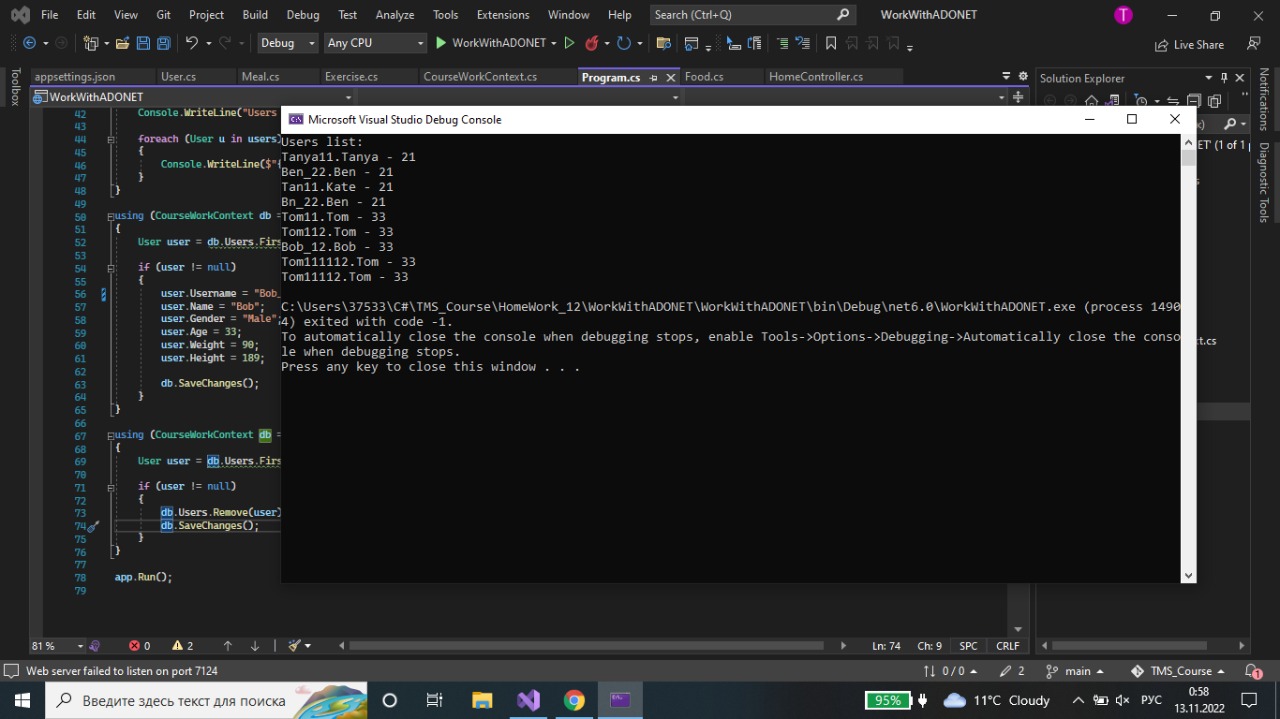 File Edit View Git Project Build Debug Test Analyze Tools Extensions Window Help Search (Ctrl+Q) WorkWithADONET T
Debug Any CPU WorkWithADONET Live Share
appsettings.json User.cs Meal.cs Exercise.cs CourseWorkContext.cs Program.cs Food.cs HomeController.cs Solution Explorer
Toolbox
WorkWithADONET
Notifications
Diagnostic Tools
42 Console.WriteLine("Users
43
44 foreach (User u in users)
45 {
46 Console.WriteLine($"
47 }
48 }
49
50 using (CourseWorkContext db =
51 {
52 User user = db.Users.Firs
53
54 if (user != null)
55 {
56 user.Username = "Bob_
57 user.Name = "Bob";
58 user.Gender = "Male";
59 user.Age = 33;
60 user.Weight = 90;
61 user.Height = 189;
62
63 db.SaveChanges();
64 }
65 }
66
67 using (CourseWorkContext db =
68 {
69 User user = db.Users.Firs
70
71 if (user != null)
72 {
73 db.Users.Remove(user)
74 db.SaveChanges();
75 }
76 }
77
78 app.Run();
79
Microsoft Visual Studio Debug Console
Users list:
Tanya11.Tanya - 21
Ben_22.Ben - 21
Tan11.Kate - 21
Bn_22.Ben - 21
Tom11.Tom - 33
Tom112.Tom - 33
Bob_12.Bob - 33
Tom111112.Tom - 33
Tom11112.Tom - 33
C:\Users\37533\C#\TMS_Course\HomeWork_12\WorkWithADONET\WorkWithADONET\bin\Debug\net6.0\WorkWithADONET.exe (process 1490
4) exited with code -1.
To automatically close the console when debugging stops, enable Tools->Options->Debugging->Automatically close the conso
le when debugging stops.
Press any key to close this window . . .
ET' (1 of 1 p
t.cs
81 % 0 2 Ln: 74 Ch: 9 SPC CRLF
Web server failed to listen on port 7124 0 / 0 2 main TMS_Course 1
Введите здесь текст для поиска 95% 11°C Cloudy РУС 0:58
13.11.2022